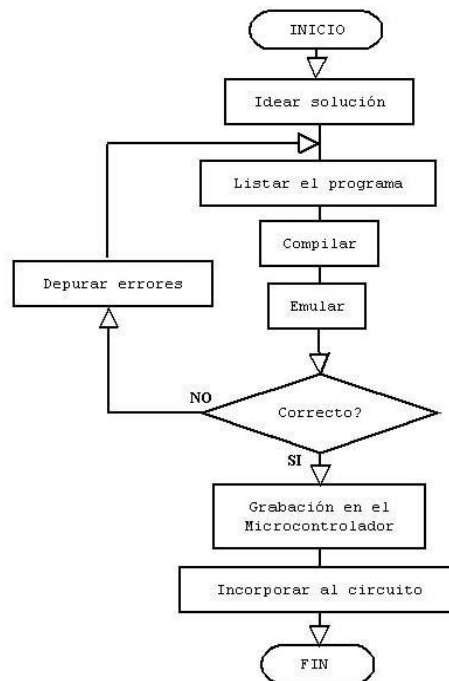 INICIO
Idear solución
Listar el programa
Compilar
Depurar errores
Emular
NO
Correcto?
SI
Grabación en el
Microcontrolador
Incorporar al circuito
FIN